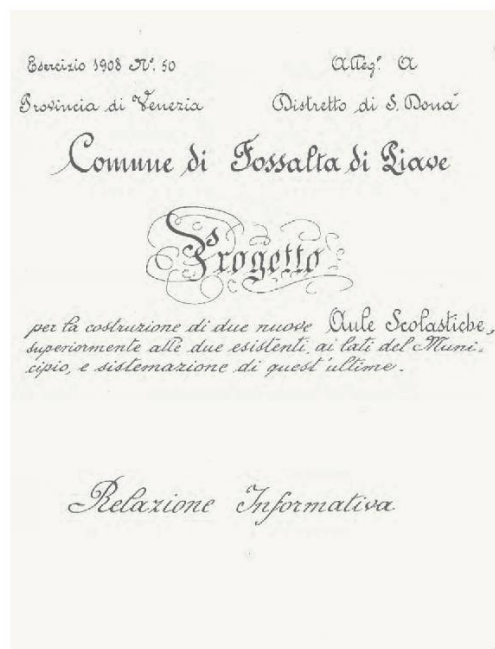 Esercizio 1908 N.º 50
Alleg.º A
Provincia di Venezia
Distretto di S. Donà
Comune di Fossalta di Piave
Progetto
per la costruzione di due nuove Aule Scolastiche,
superiormente alle due esistenti, ai lati del Muni-
cipio, e sistemazione di quest'ultime.
Relazione Informativa